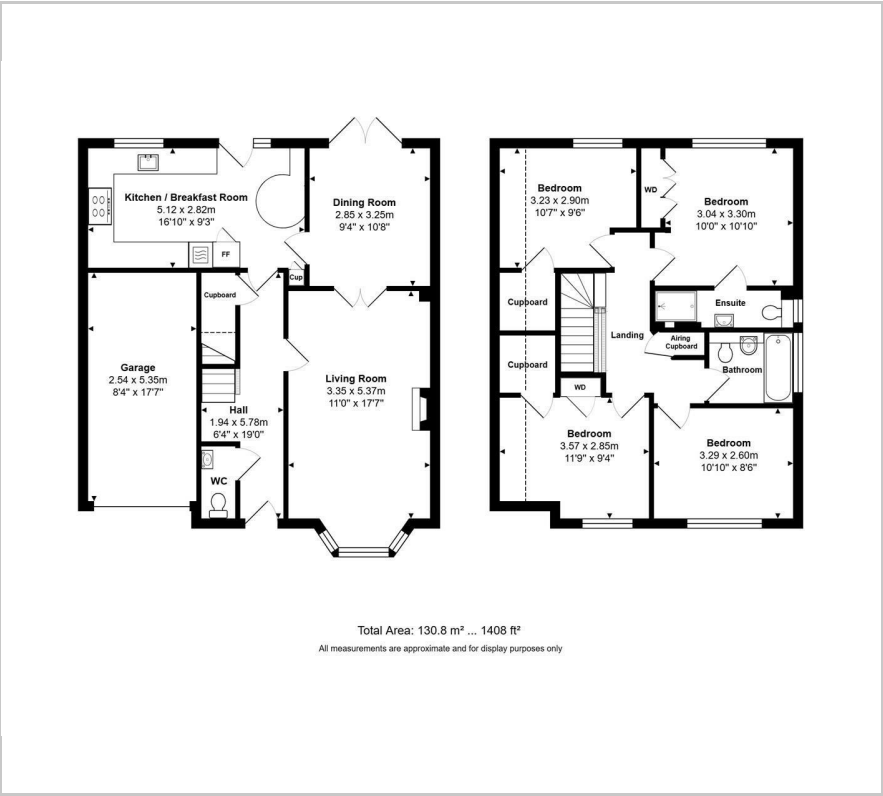 Kitchen / Breakfast Room
5.12 x 2.82m
16'10" x 9'3"
FF
Dining Room
2.85 x 3.25m
9'4" x 10'8"
Cup
Cupboard
Garage
2.54 x 5.35m
8'4" x 17'7"
Living Room
3.35 x 5.37m
11'0" x 17'7"
Hall
1.94 x 5.78m
6'4" x 19'0"
WC
Bedroom
3.23 x 2.90m
10'7" x 9'6"
WD
Bedroom
3.04 x 3.30m
10'0" x 10'10"
Cupboard
Ensuite
Landing
Airing
Cupboard
Cupboard
Bathroom
WD
Bedroom
3.57 x 2.85m
11'9" x 9'4"
Bedroom
3.29 x 2.60m
10'10" x 8'6"
Total Area: 130.8 m² ... 1408 ft²
All measurements are approximate and for display purposes only